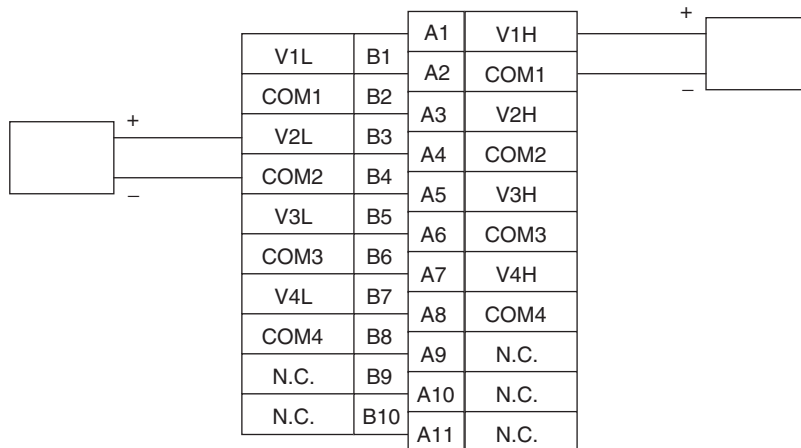 +
A1 V1H
V1L B1
A2 COM1
–
COM1 B2
A3 V2H
+
V2L B3
A4 COM2
COM2 B4
–
A5 V3H
V3L B5
A6 COM3
COM3 B6
A7 V4H
V4L B7
A8 COM4
COM4 B8
A9 N.C.
N.C. B9
A10 N.C.
N.C. B10
A11 N.C.